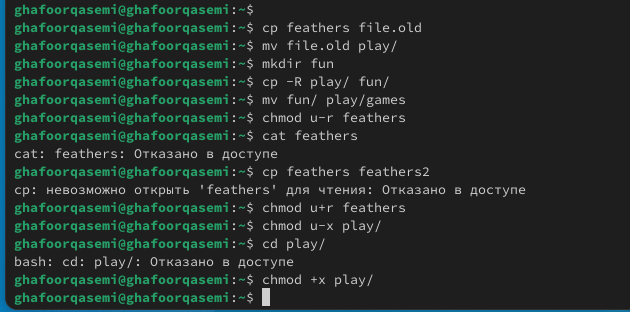 ghafoorqasemi@ghafoorqasemi:~$
ghafoorqasemi@ghafoorqasemi:~$ cp feathers file.old
ghafoorqasemi@ghafoorqasemi:~$ mv file.old play/
ghafoorqasemi@ghafoorqasemi:~$ mkdir fun
ghafoorqasemi@ghafoorqasemi:~$ cp -R play/ fun/
ghafoorqasemi@ghafoorqasemi:~$ mv fun/ play/games
ghafoorqasemi@ghafoorqasemi:~$ chmod u-r feathers
ghafoorqasemi@ghafoorqasemi:~$ cat feathers
cat: feathers: Отказано в доступе
ghafoorqasemi@ghafoorqasemi:~$ cp feathers feathers2
cp: невозможно открыть 'feathers' для чтения: Отказано в доступе
ghafoorqasemi@ghafoorqasemi:~$ chmod u+r feathers
ghafoorqasemi@ghafoorqasemi:~$ chmod u-x play/
ghafoorqasemi@ghafoorqasemi:~$ cd play/
bash: cd: play/: Отказано в доступе
ghafoorqasemi@ghafoorqasemi:~$ chmod +x play/
ghafoorqasemi@ghafoorqasemi:~$